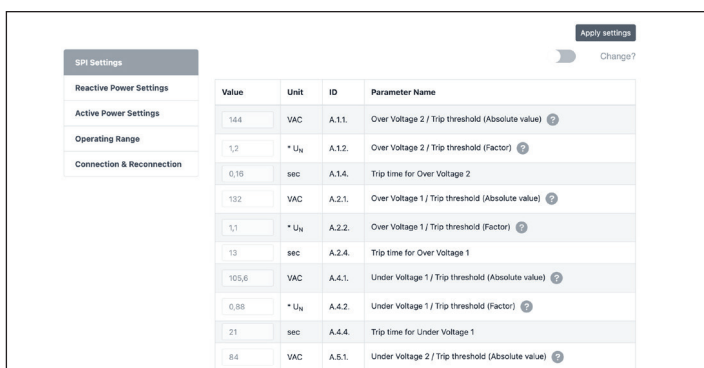 Apply settings
Change?
SPI Settings
Reactive Power Settings
Active Power Settings
Operating Range
Connection & Reconnection
Value Unit ID Parameter Name
144 VAC A.1.1. Over Voltage 2 / Trip threshold (Absolute value) ?
1,2 * UN A.1.2. Over Voltage 2 / Trip threshold (Factor) ?
0,16 sec A.1.4. Trip time for Over Voltage 2
132 VAC A.2.1. Over Voltage 1 / Trip threshold (Absolute value) ?
1,1 * UN A.2.2. Over Voltage 1 / Trip threshold (Factor) ?
13 sec A.2.4. Trip time for Over Voltage 1
105,6 VAC A.4.1. Under Voltage 1 / Trip threshold (Absolute value) ?
0,88 * UN A.4.2. Under Voltage 1 / Trip threshold (Factor) ?
21 sec A.4.4. Trip time for Under Voltage 1
84 VAC A.5.1. Under Voltage 2 / Trip threshold (Absolute value) ?